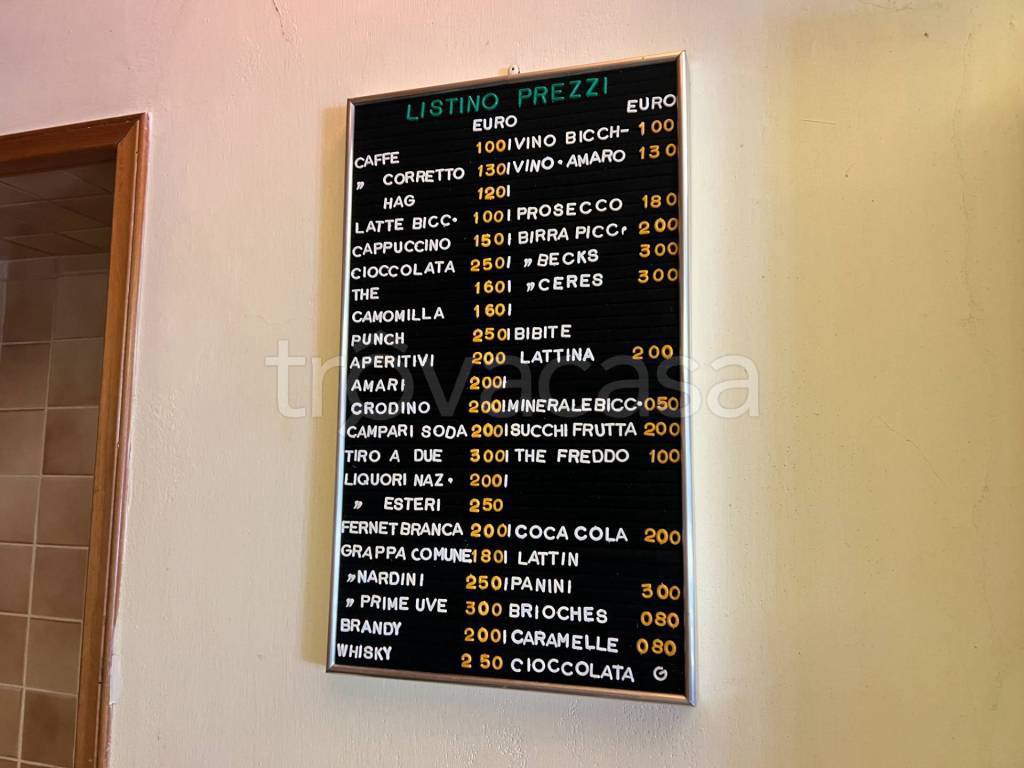 LISTINO PREZZI
EURO EURO
CAFFE 100 VINO BICCH- 100
" CORRETTO 130 VINO • AMARO 130
HAG 120
LATTE BICC• 100 PROSECCO 180
CAPPUCCINO 150 BIRRA PICC, 200
CIOCCOLATA 250 " BECKS 300
THE 160 " CERES 300
CAMOMILLA 160
PUNCH 250 BIBITE
APERITIVI 200 LATTINA 200
AMARI 200
CRODINO 200 MINERALE BICC• 050
CAMPARI SODA 200 SUCCHI FRUTTA 200
TIRO A DUE 300 THE FREDDO 100
LIQUORI NAZ• 200
" ESTERI 250
FERNET BRANCA 200 COCA COLA 200
GRAPPA COMUNE 180 LATTIN
" NARDINI 250 PANINI 300
" PRIME UVE 300 BRIOCHES 080
BRANDY 200 CARAMELLE 080
WHISKY 250 CIOCCOLATA G
trovacasa